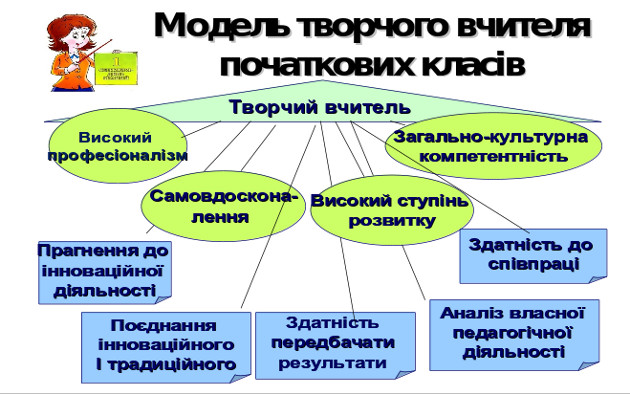 Модель творчого вчителя
початкових класів
1
Творчий вчитель
Високий
професіоналізм
Загально-культурна
компетентність
Самовдоскона-
лення
Високий ступінь
розвитку
Прагнення до
інноваційної
діяльності
Здатність до
співпраці
Поєднання
інноваційного
І традиційного
Здатність
передбачати
результати
Аналіз власної
педагогічної
діяльності